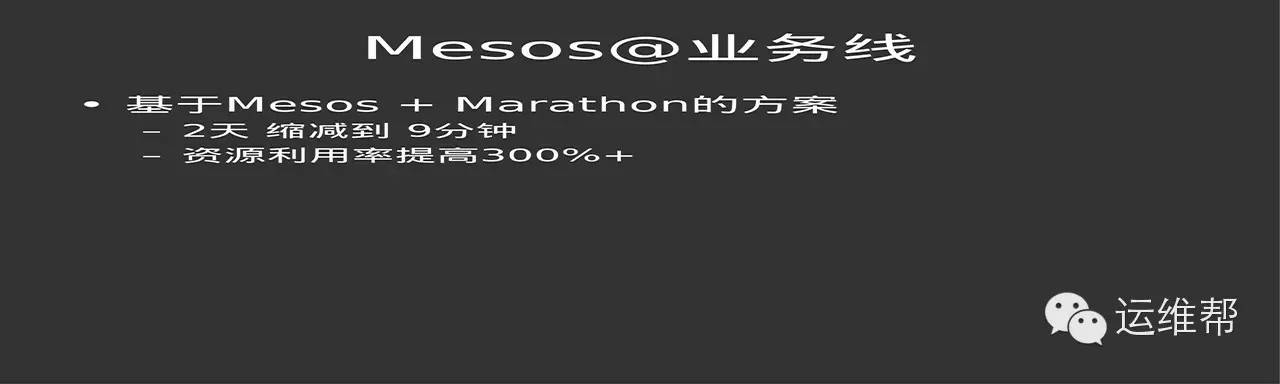 Mesos@业务线
• 基于Mesos + Marathon的方案
– 2天 缩减到 9分钟
– 资源利用率提高300%+
运维帮